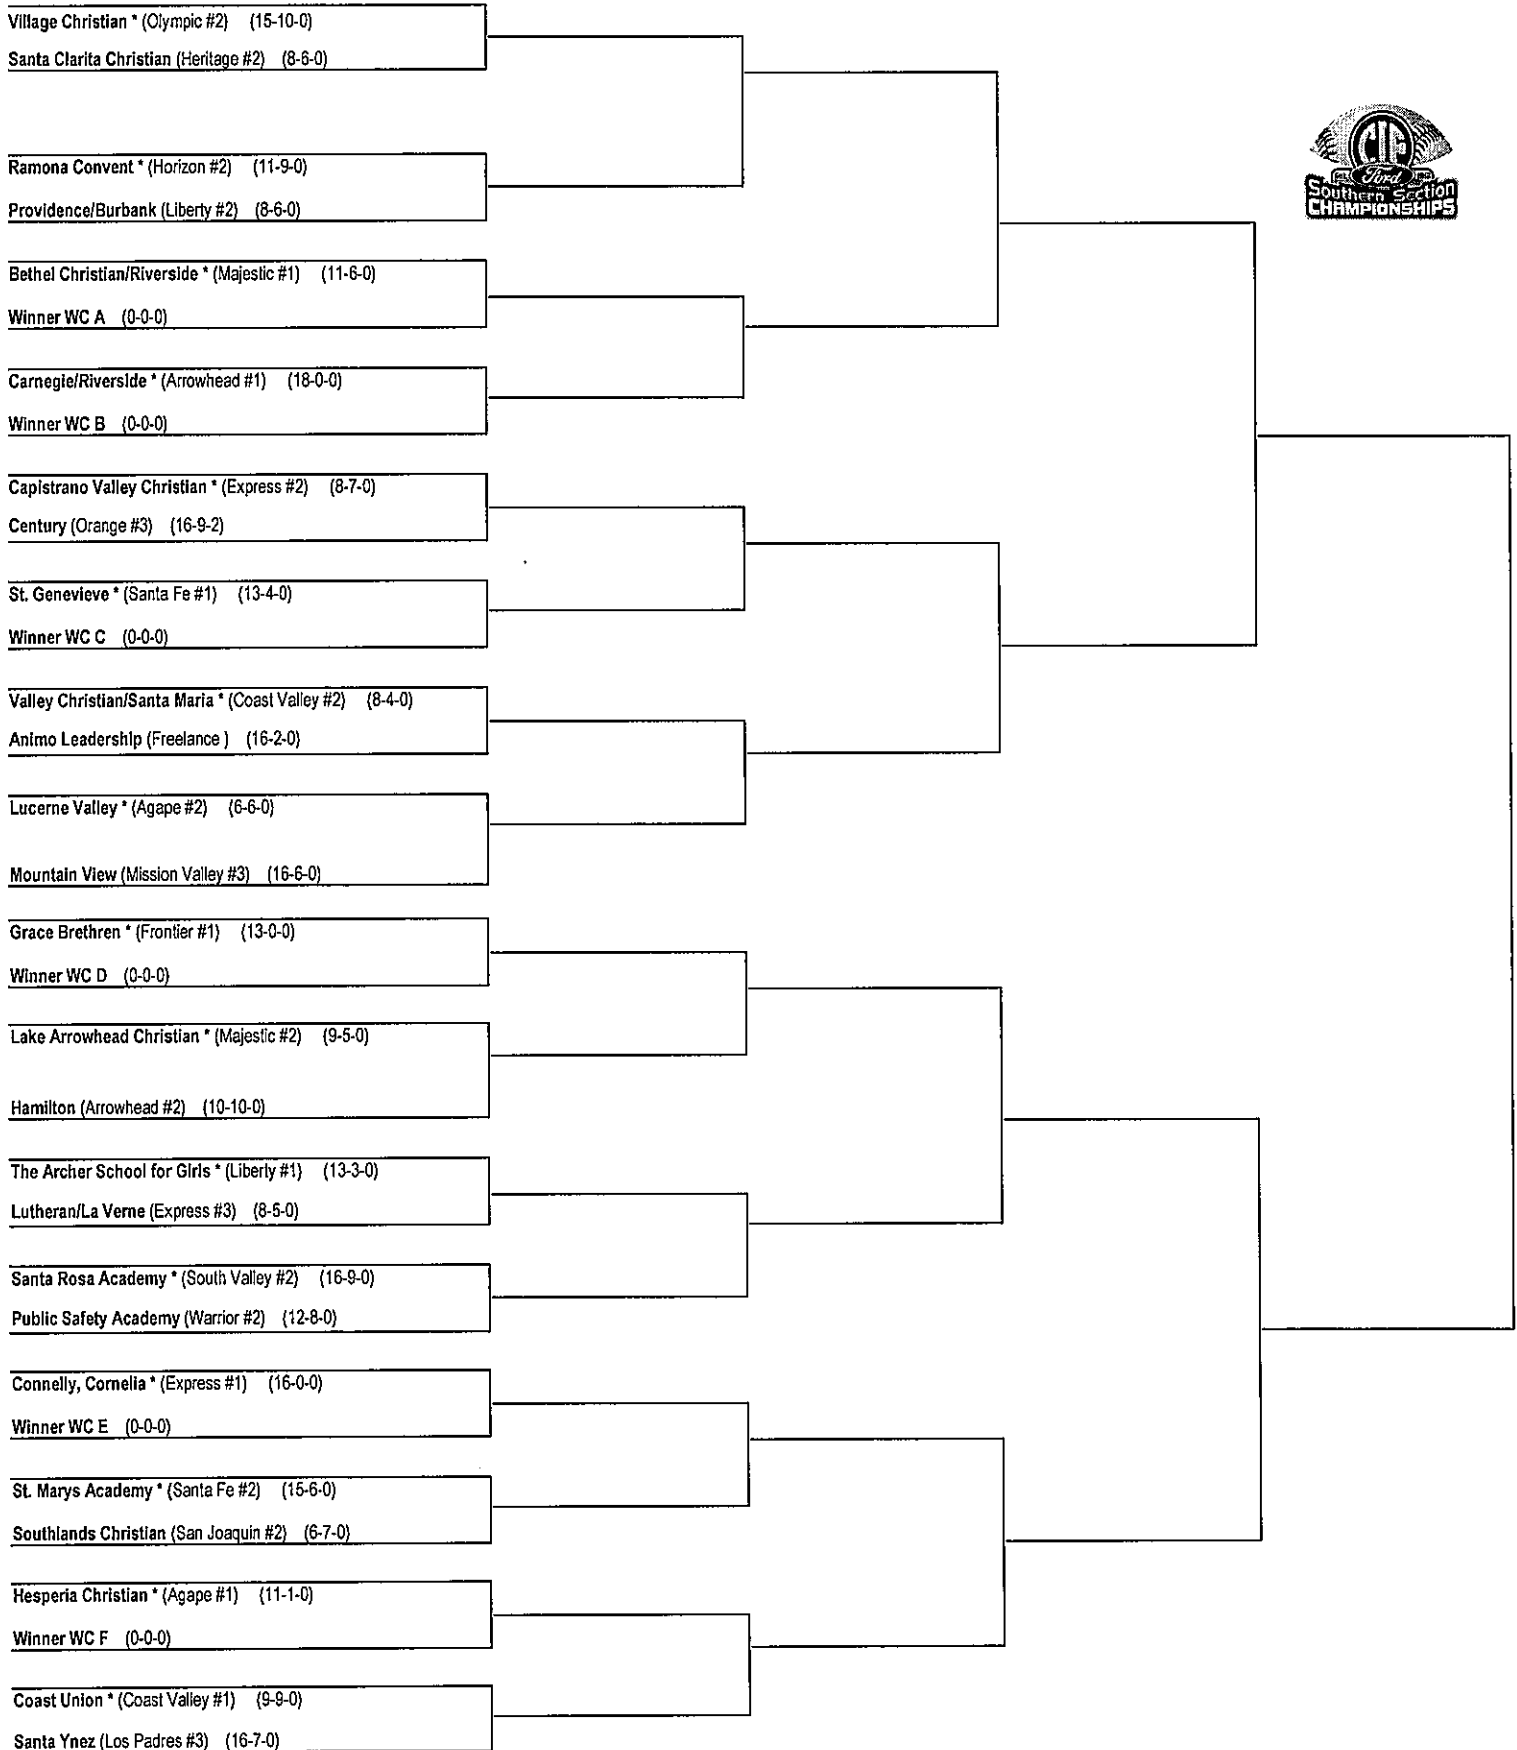 Village Christian * (Olympic #2) (15-10-0)
Santa Clarita Christian (Heritage #2) (8-6-0)
Ramona Convent * (Horizon #2) (11-9-0)
Providence/Burbank (Liberty #2) (8-6-0)
Bethel Christian/Riverside * (Majestic #1) (11-6-0)
Winner WC A (0-0-0)
Carnegie/Riverside * (Arrowhead #1) (18-0-0)
Winner WC B (0-0-0)
Capistrano Valley Christian * (Express #2) (8-7-0)
Century (Orange #3) (16-9-2)
St. Genevieve * (Santa Fe #1) (13-4-0)
Winner WC C (0-0-0)
Valley Christian/Santa Maria * (Coast Valley #2) (8-4-0)
Animo Leadership (Freelance ) (16-2-0)
Lucerne Valley * (Agape #2) (6-6-0)
Mountain View (Mission Valley #3) (16-6-0)
Grace Brethren * (Frontier #1) (13-0-0)
Winner WC D (0-0-0)
Lake Arrowhead Christian * (Majestic #2) (9-5-0)
Hamilton (Arrowhead #2) (10-10-0)
The Archer School for Girls * (Liberty #1) (13-3-0)
Lutheran/La Verne (Express #3) (8-5-0)
Santa Rosa Academy * (South Valley #2) (16-9-0)
Public Safety Academy (Warrior #2) (12-8-0)
Connelly, Cornelia * (Express #1) (16-0-0)
Winner WC E (0-0-0)
St. Marys Academy * (Santa Fe #2) (15-6-0)
Southlands Christian (San Joaquin #2) (6-7-0)
Hesperia Christian * (Agape #1) (11-1-0)
Winner WC F (0-0-0)
Coast Union * (Coast Valley #1) (9-9-0)
Santa Ynez (Los Padres #3) (16-7-0)
CIF
Ford
Southern Section
CHAMPIONSHIPS